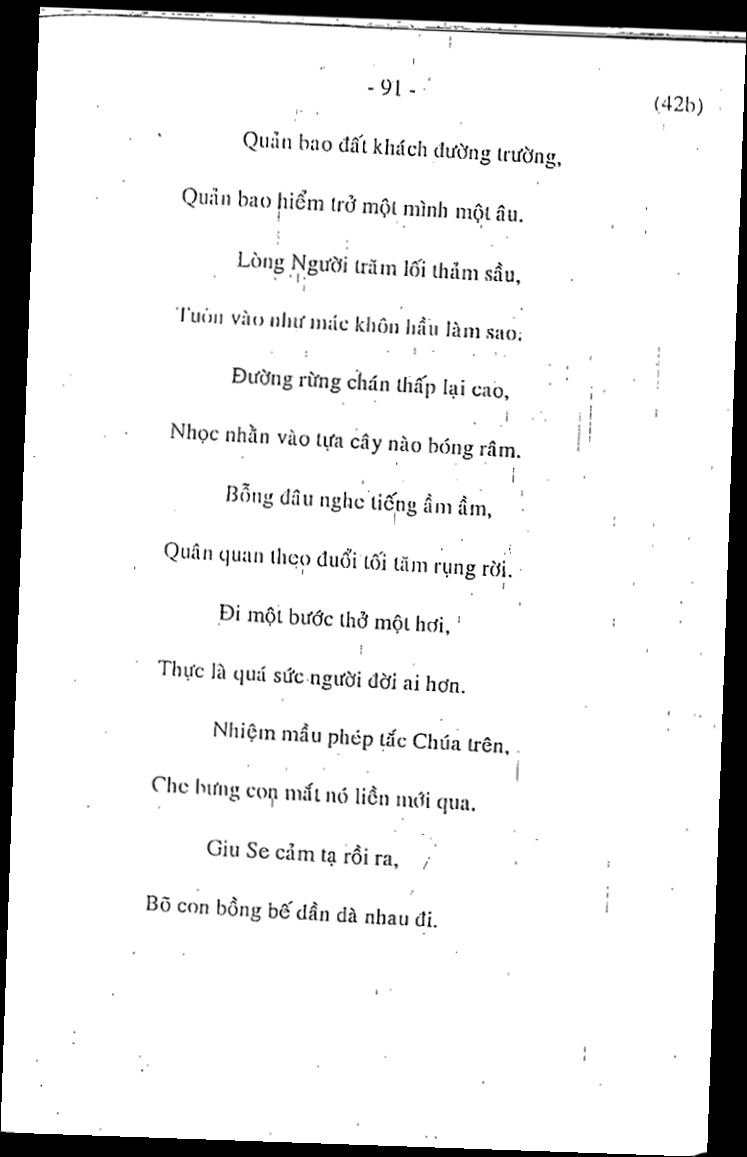 - 91 -
(42b)
Quản bao đất khách đường trường,
Quản bao hiểm trở một mình một âu.
Lòng Người trăm lối thảm sầu,
Tuôn vào như mác khôn hầu làm sao.
Đường rừng chán thấp lại cao,
Nhọc nhằn vào tựa cây nào bóng râm.
Bỗng đâu nghe tiếng ầm ầm,
Quân quan theo đuổi tối tăm rụng rời.
Đi một bước thở một hơi,
Thực là quá sức người đời ai hơn.
Nhiệm mầu phép tắc Chúa trên,
Che bưng con mắt nó liền mới qua.
Giu Se cảm tạ rồi ra,
Bõ con bồng bế dần dà nhau đi.